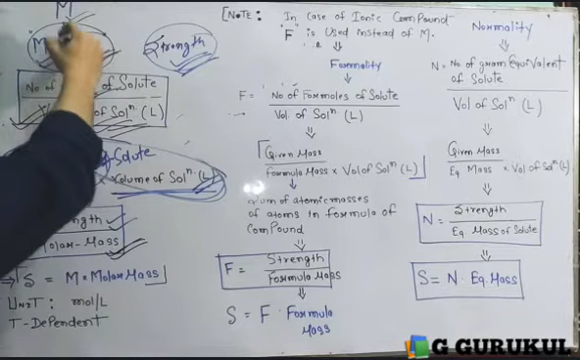 M
M
Strength
No of of Solute
of Solⁿ (L)
Solute
× Volume of Solⁿ (L)
Molar-Mass
→ S = M × Molar Mass
UNIT : mol/L
T-Dependent
[NOTE: In Case of Ionic Compound
"F" is Used instead of M.
⇓
Formality
⇓
F = No of Formoles of Solute
Vol. of Solⁿ (L)
⇓
Given Mass
Formula Mass × Vol of Solⁿ (L)
↓
Sum of atomic masses
of atoms in formula of
Compound
⇓
F = Strength
Formula Mass
⇓
S = F . Formula
Mass
Normality
⇓
N = No of gram Equivalent
of Solute
Vol of Solⁿ (L)
⇓
Given Mass
Eq. Mass × Vol of Solⁿ (L)
⇓
N = Strength
Eq. Mass of Solute
⇓
S = N . Eq. Mass
G GURUKUL